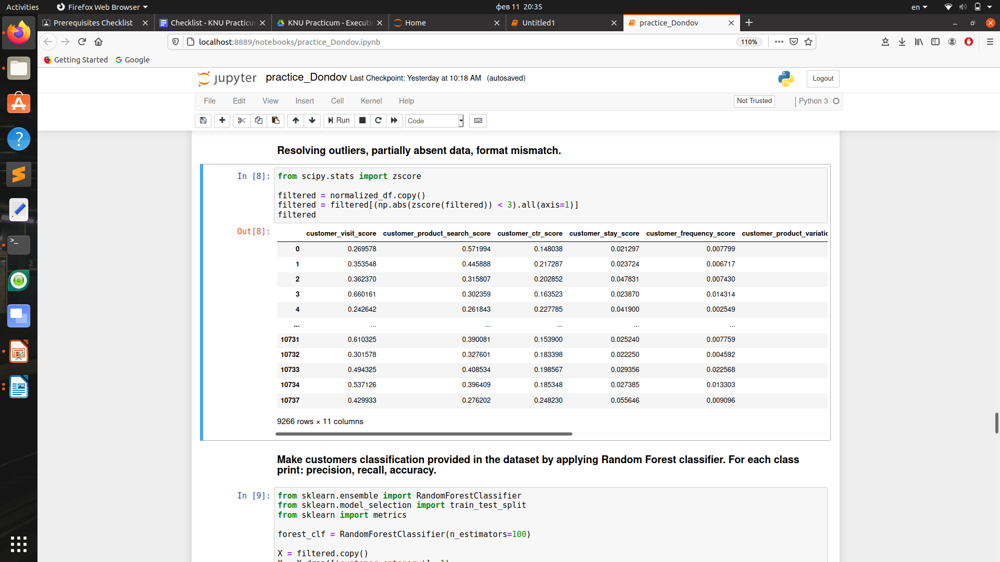 Activities Firefox Web Browser фев 11 20:35 en
Prerequisites Checklist Checklist - KNU Practicu KNU Practicum - Executi Home Untitled1 practice_Dondov
localhost:8889/notebooks/practice_Dondov.ipynb 110%
Getting Started Google
jupyter practice_Dondov Last Checkpoint: Yesterday at 10:18 AM (autosaved) Logout
File Edit View Insert Cell Kernel Help Not Trusted Python 3
Run Code
Resolving outliers, partially absent data, format mismatch.
In [8]: from scipy.stats import zscore
filtered = normalized_df.copy()
filtered = filtered[(np.abs(zscore(filtered)) < 3).all(axis=1)]
filtered
Out[8]:
customer_visit_score customer_product_search_score customer_ctr_score customer_stay_score customer_frequency_score customer_product_variatio
0 0.269578 0.571994 0.148038 0.021297 0.007799
1 0.353548 0.445888 0.217287 0.023724 0.006717
2 0.362370 0.315807 0.202852 0.047831 0.007430
3 0.660161 0.302359 0.163523 0.023870 0.014314
4 0.242642 0.261843 0.227785 0.041900 0.002549
... ... ... ... ... ...
10731 0.610325 0.390081 0.153900 0.025240 0.007759
10732 0.301578 0.327601 0.183398 0.022250 0.004592
10733 0.494325 0.408534 0.198567 0.029356 0.022568
10734 0.537126 0.396409 0.185348 0.027385 0.013303
10737 0.429933 0.276202 0.248230 0.055646 0.009096
9266 rows × 11 columns
Make customers classification provided in the dataset by applying Random Forest classifier. For each class
print: precision, recall, accuracy.
In [9]: from sklearn.ensemble import RandomForestClassifier
from sklearn.model_selection import train_test_split
from sklearn import metrics
forest_clf = RandomForestClassifier(n_estimators=100)
X = filtered.copy()